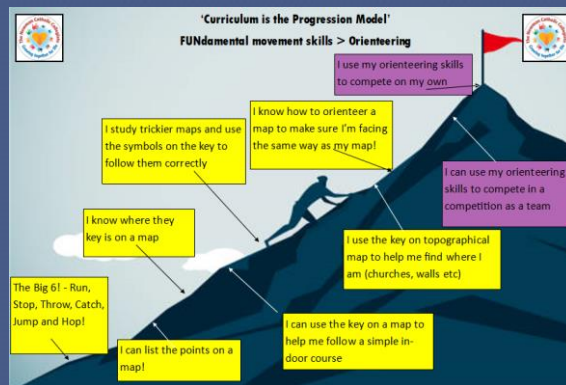 'Curriculum is the Progression Model'
FUNdamental movement skills > Orienteering
I use my orienteering skills
to compete on my own
I know how to orienteer a
map to make sure I'm facing
the same way as my map!
I study trickier maps and use
the symbols on the key to
follow them correctly
I can use my orienteering
skills to compete in a
competition as a team
I know where they
key is on a map
I use the key on topographical
map to help me find where I
am (churches, walls etc)
The Big 6! - Run,
Stop, Throw, Catch,
Jump and Hop!
I can use the key on a map to
help me follow a simple in-
door course
I can list the points on a
map!